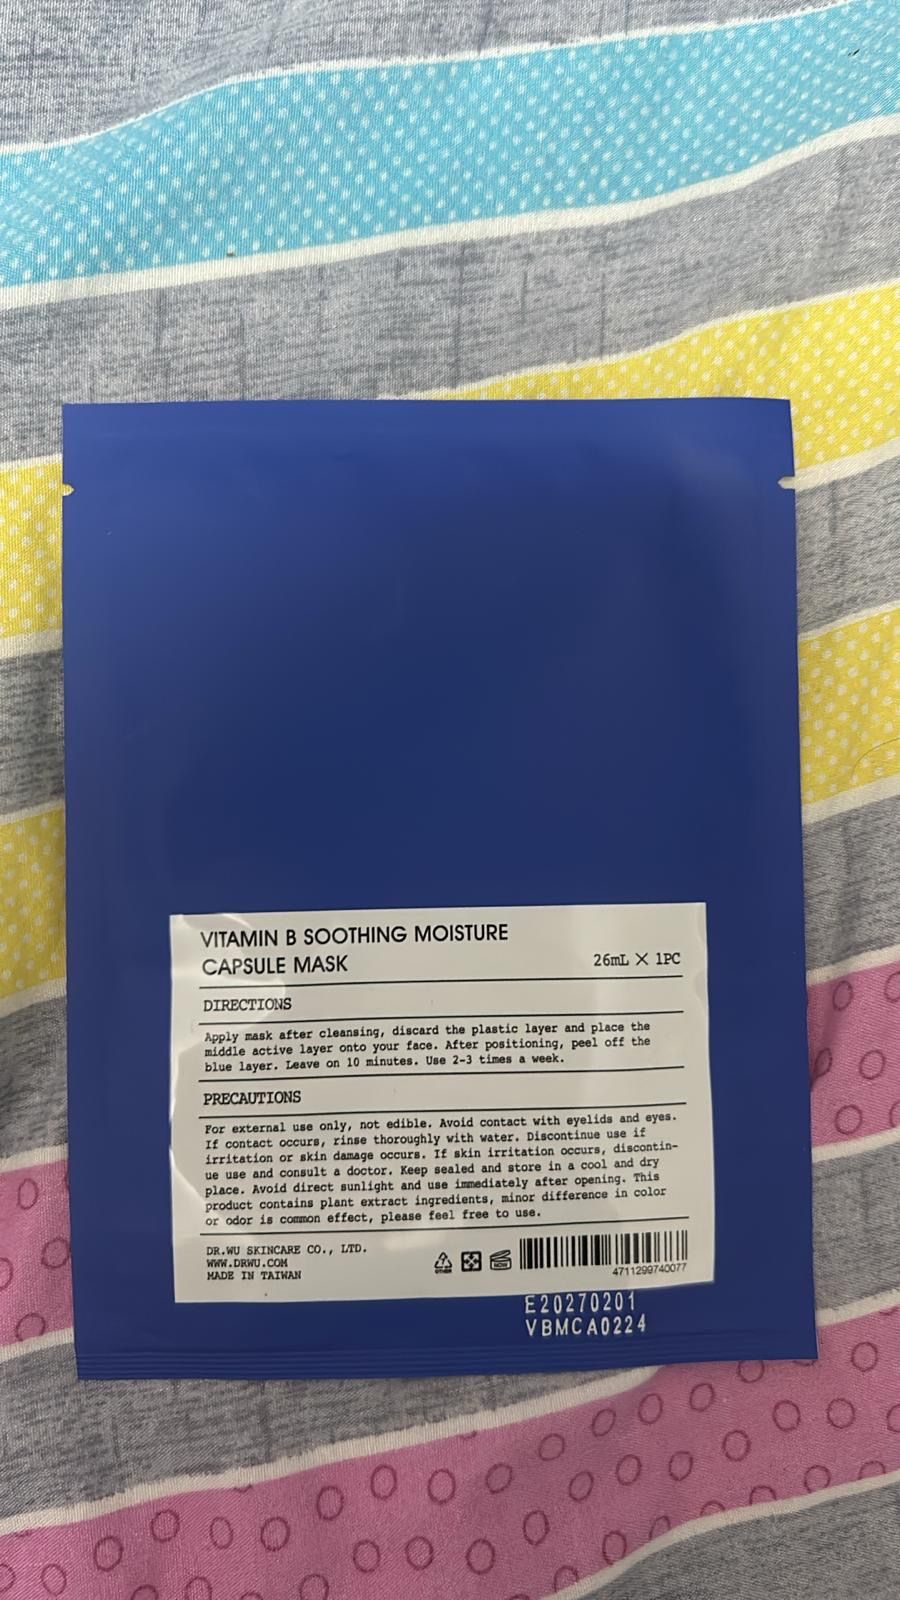 VITAMIN B SOOTHING MOISTURE
CAPSULE MASK
26mL X 1PC
DIRECTIONS
Apply mask after cleansing, discard the plastic layer and place the
middle active layer onto your face. After positioning, peel off the
blue layer. Leave on 10 minutes. Use 2-3 times a week.
PRECAUTIONS
For external use only, not edible. Avoid contact with eyelids and eyes.
If contact occurs, rinse thoroughly with water. Discontinue use if
irritation or skin damage occurs. If skin irritation occurs, discontin-
ue use and consult a doctor. Keep sealed and store in a cool and dry
place. Avoid direct sunlight and use immediately after opening. This
product contains plant extract ingredients, minor difference in color
or odor is common effect, please feel free to use.
DR.WU SKINCARE CO., LTD.
WWW.DRWU.COM
MADE IN TAIWAN
OTHER
NOW
4711299740077
E20270201
VBMCA0224